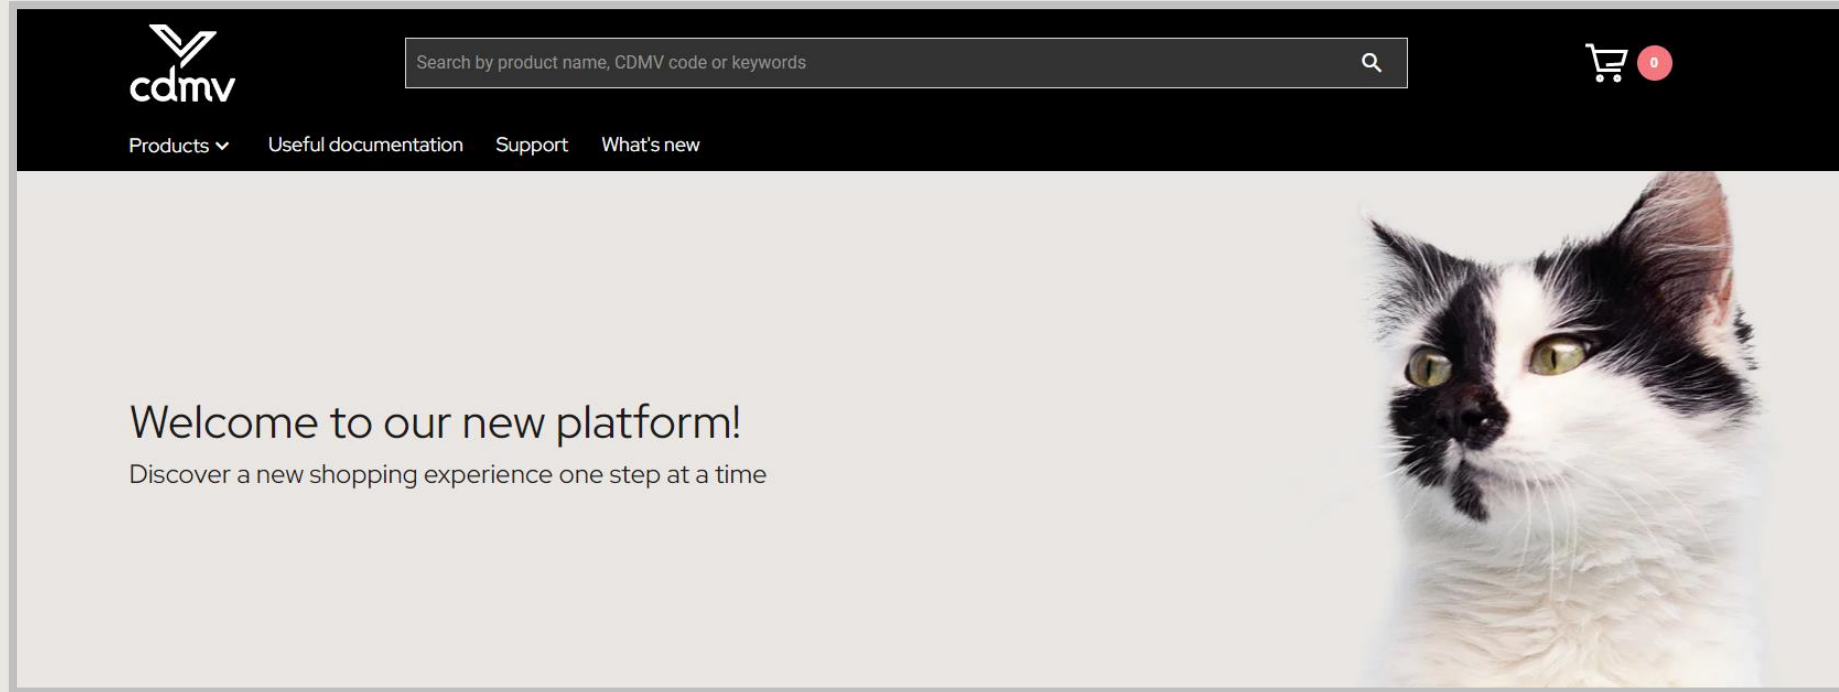 cdmv
Search by product name, CDMV code or keywords
0
Products
Useful documentation
Support
What's new
Welcome to our new platform!
Discover a new shopping experience one step at a time